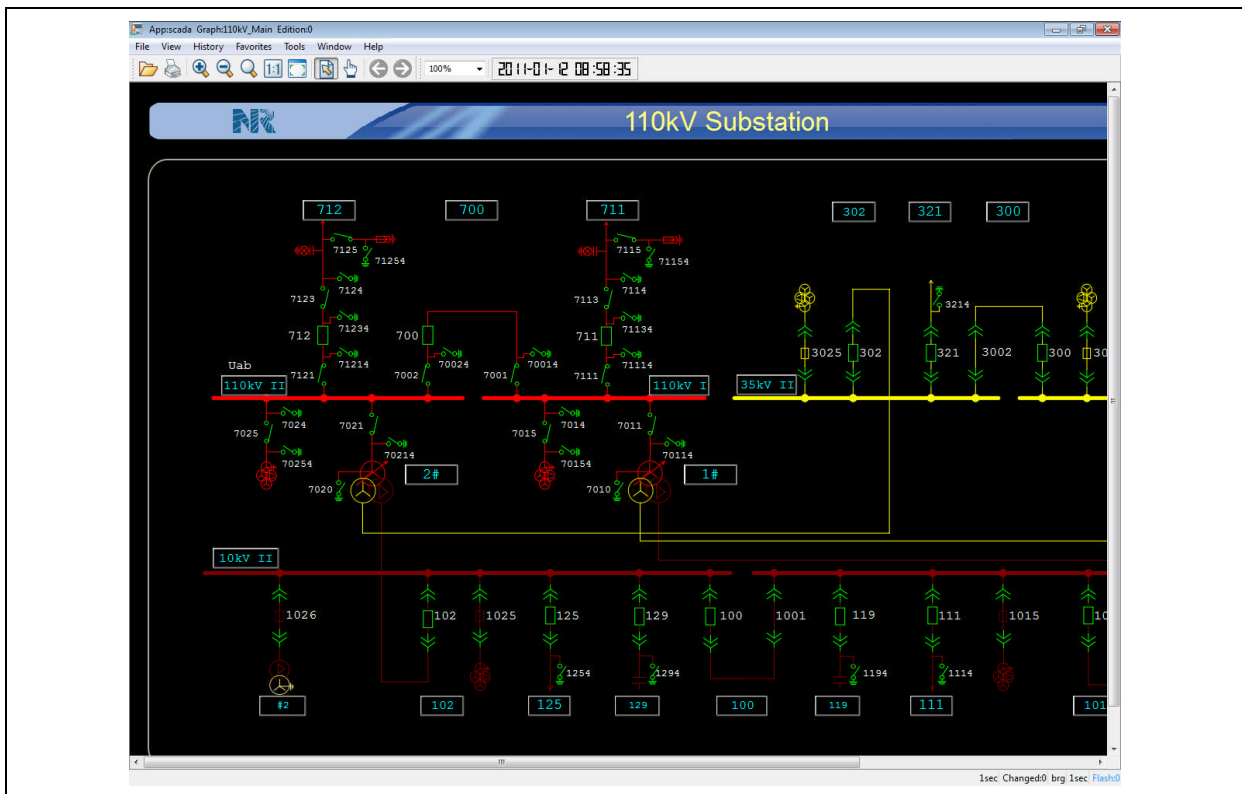 App:scada Graph:110kV_Main Edition:0
File View History Favorites Tools Window Help
1:1 100% 2011-01-12 08:58:35
NR 110kV Substation
712 700 711 302 321 300
7125 7115
71254 71154
7124 7114
7123 7113 3214
71234 71134
712 700 711 3025 302 321 3002 300 30
71214 70024 70014 71114
Uab
7121 7002 7001 7111
110kV II 110kV I 35kV II
7024 7021 7014 7011
7025 7015
70254 70214 70154 70114
2# 1#
7020 7010
10kV II
1026 102 1025 125 129 100 1001 119 111 1015 10
1254 1294 1194 1114
#2 102 125 129 100 119 111 101
1sec Changed:0 brg 1sec Flash:0